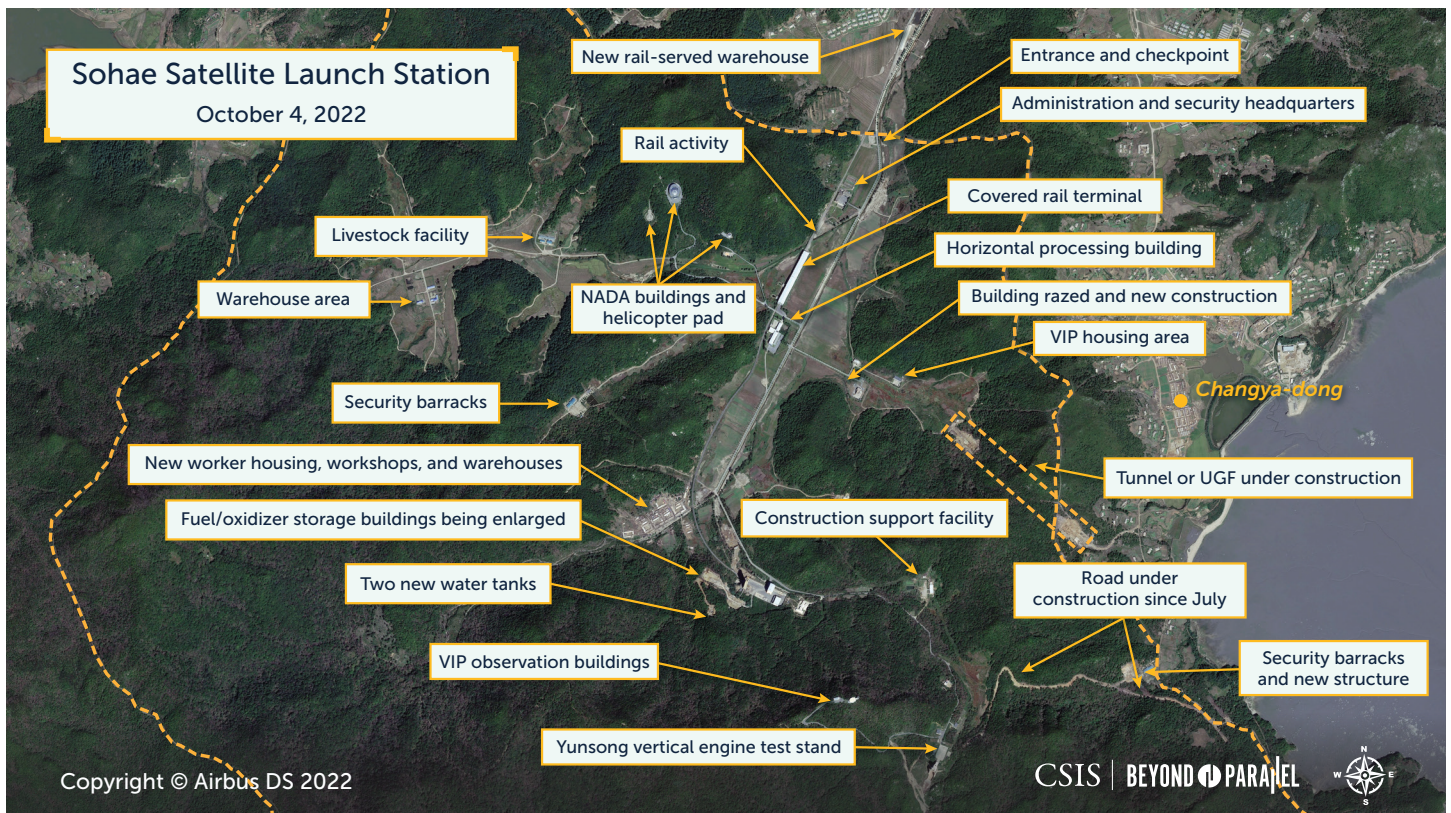 Sohae Satellite Launch Station
October 4, 2022
New rail-served warehouse
Entrance and checkpoint
Administration and security headquarters
Rail activity
Covered rail terminal
Livestock facility
Horizontal processing building
Warehouse area
NADA buildings and
helicopter pad
Building razed and new construction
VIP housing area
Changya-dong
Security barracks
New worker housing, workshops, and warehouses
Tunnel or UGF under construction
Fuel/oxidizer storage buildings being enlarged
Construction support facility
Two new water tanks
Road under
construction since July
VIP observation buildings
Security barracks
and new structure
Yunsong vertical engine test stand
Copyright © Airbus DS 2022
CSIS | BEYOND PARALLEL
N
W E
S